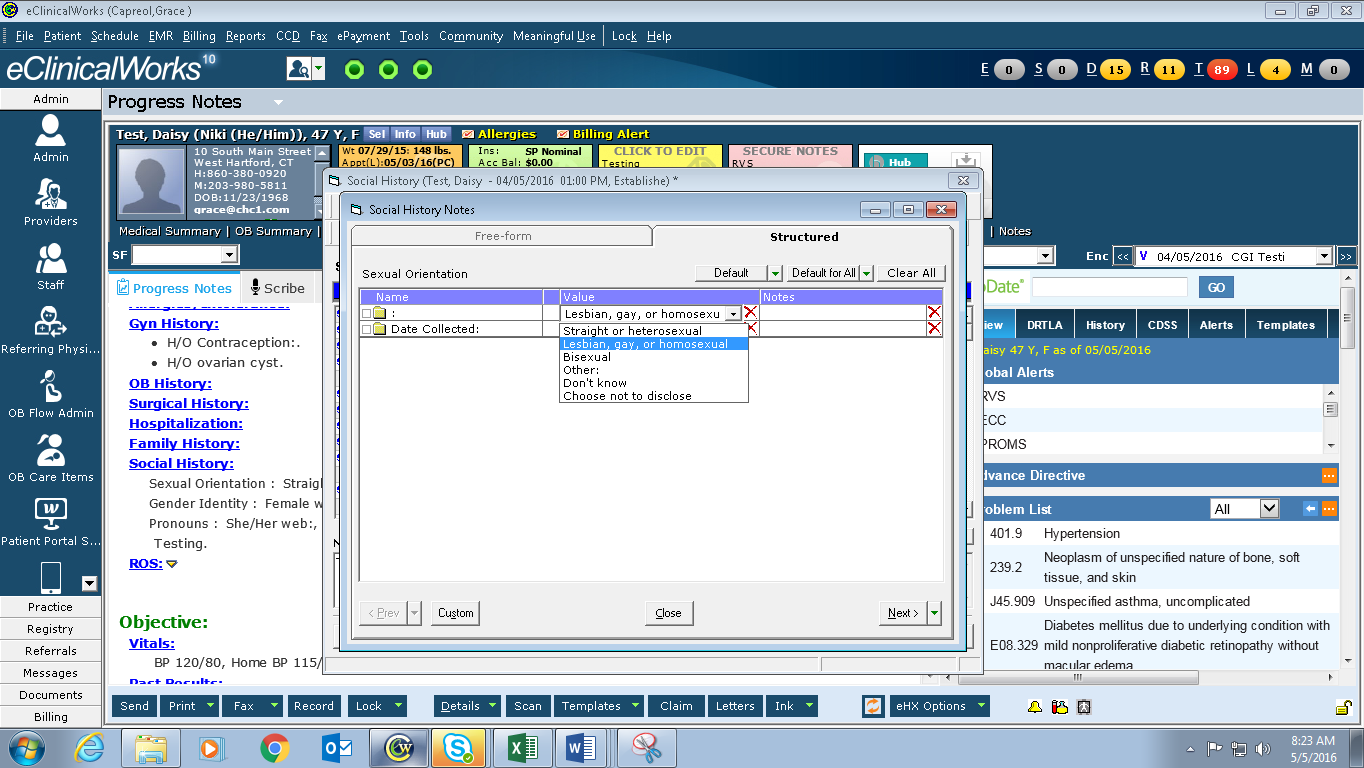 eClinicalWorks (Capreol,Grace )
File Patient Schedule EMR Billing Reports CCD Fax ePayment Tools Community Meaningful Use Lock Help
eClinicalWorks 10
E 0 S 0 D 15 R 11 T 89 L 4 M 0
Admin
Progress Notes
Test, Daisy (Niki (He/Him)), 47 Y, F Sel Info Hub Allergies Billing Alert
10 South Main Street
West Hartford, CT
H:860-380-0920
M:203-980-5811
DOB:11/23/1968
grace@chc1.com
Wt 07/29/15: 148 lbs.
Appt(L):05/03/16(PC)
Ins: SP Nominal
Acc Bal: $0.00
CLICK TO EDIT
Testing
SECURE NOTES
RVS
Hub
Medical Summary | OB Summary |
| Notes
SF
Enc << V 04/05/2016 CGI Testi >>
Admin
Providers
Staff
Referring Physi...
OB Flow Admin
OB Care Items
Patient Portal S...
Practice
Registry
Referrals
Messages
Documents
Billing
Progress Notes Scribe
Gyn History:
H/O Contraception:.
H/O ovarian cyst.
OB History:
Surgical History:
Hospitalization:
Family History:
Social History:
Sexual Orientation : Straig
Gender Identity : Female w
Pronouns : She/Her web:,
Testing.
ROS:
Objective:
Vitals:
BP 120/80, Home BP 115/
Past Results:
Social History (Test, Daisy - 04/05/2016 01:00 PM, Establishe) *
Social History Notes
Free-form Structured
Sexual Orientation Default Default for All Clear All
Name Value Notes
: Lesbian, gay, or homosexu
Date Collected:
Straight or heterosexual
Lesbian, gay, or homosexual
Bisexual
Other:
Don't know
Choose not to disclose
< Prev Custom Close Next >
Date GO
iew DRTLA History CDSS Alerts Templates
aisy 47 Y, F as of 05/05/2016
obal Alerts
RVS
ECC
PROMS
dvance Directive
roblem List All
401.9 Hypertension
239.2 Neoplasm of unspecified nature of bone, soft
tissue, and skin
J45.909 Unspecified asthma, uncomplicated
E08.329 Diabetes mellitus due to underlying condition with
mild nonproliferative diabetic retinopathy without
macular edema
Send Print Fax Record Lock Details Scan Templates Claim Letters Ink eHX Options
8:23 AM
5/5/2016